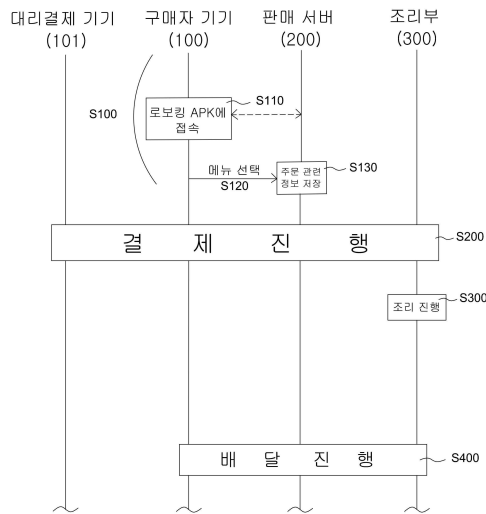 대리결제 기기 구매자 기기 판매 서버 조리부
(101) (100) (200) (300)
S110
S100 로보킹 APK에
접속
메뉴 선택 주문 관련 S130
S120 정보 저장
결 제 진 행 S200
조리 진행 S300
배 달 진 행 S400